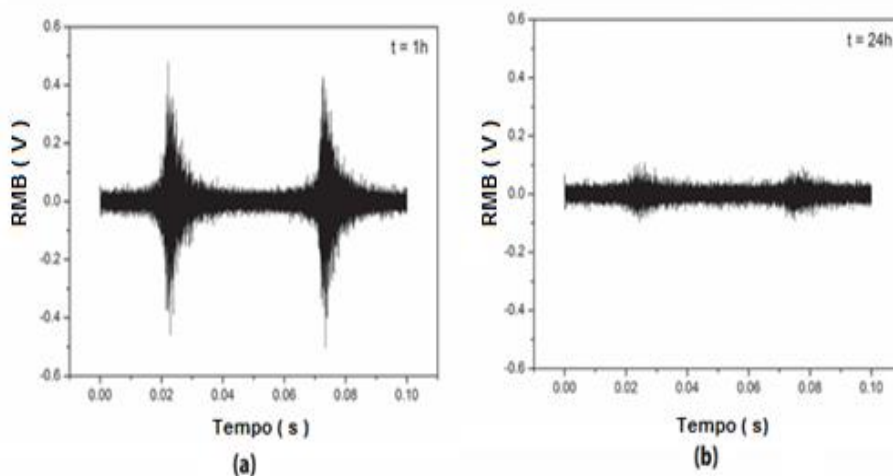 t = 1h
RMB ( V )
0.6
0.4
0.2
0.0
-0.2
-0.4
-0.6
0.00 0.02 0.04 0.06 0.08 0.10
Tempo ( s )
(a)
t = 24h
RMB ( V )
0.6
0.4
0.2
0.0
-0.2
-0.4
-0.6
0.00 0.02 0.04 0.06 0.08 0.10
Tempo ( s)
(b)